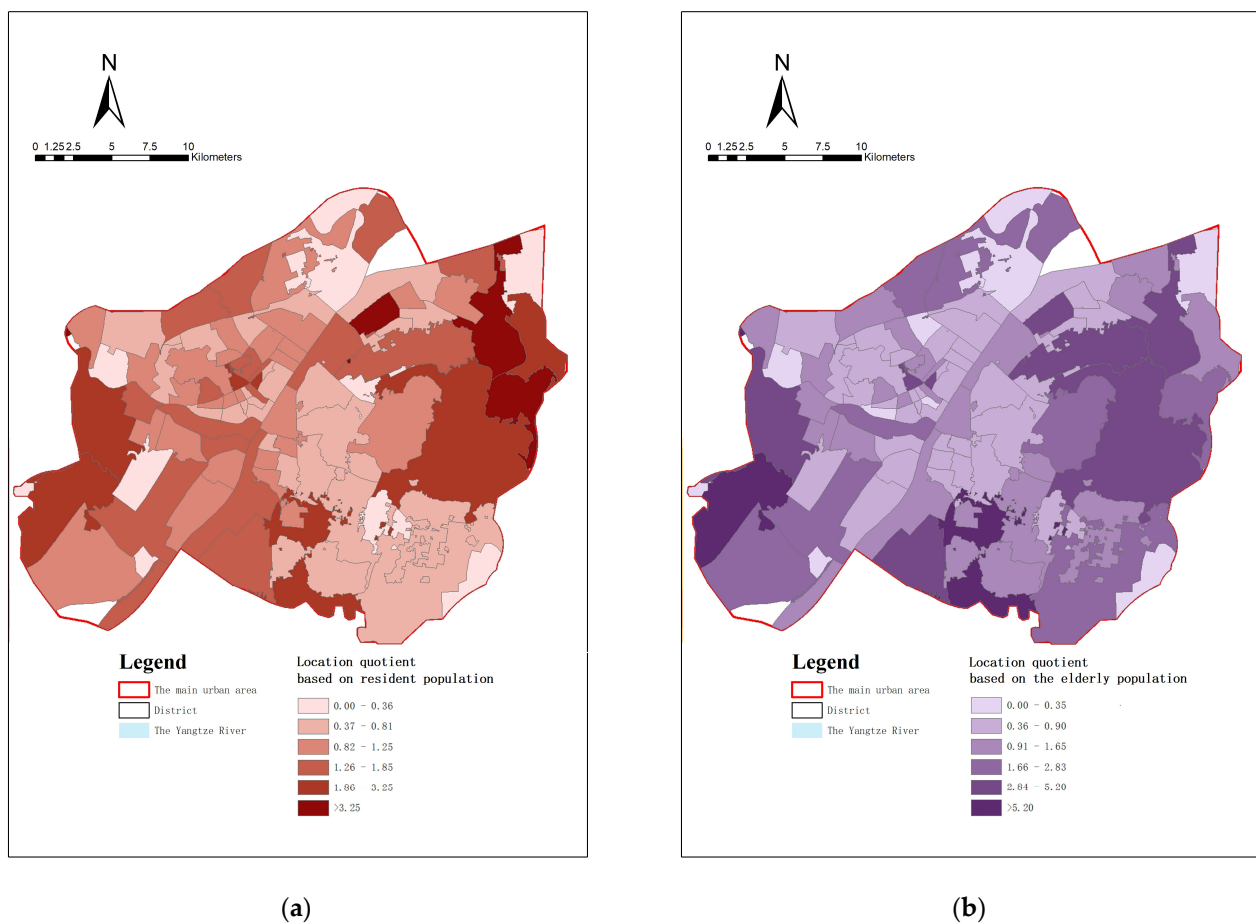 N
0 1.25 2.5 5 7.5 10
Kilometers
Legend
The main urban area
District
The Yangtze River
Location quotient
based on resident population
0.00 - 0.36
0.37 - 0.81
0.82 - 1.25
1.26 - 1.85
1.86 3.25
>3.25
(a)
N
0 1.25 2.5 5 7.5 10
Kilometers
Legend
The main urban area
District
The Yangtze River
Location quotient
based on the elderly population
0.00 - 0.35
0.36 - 0.90
0.91 - 1.65
1.66 - 2.83
2.84 - 5.20
>5.20
(b)